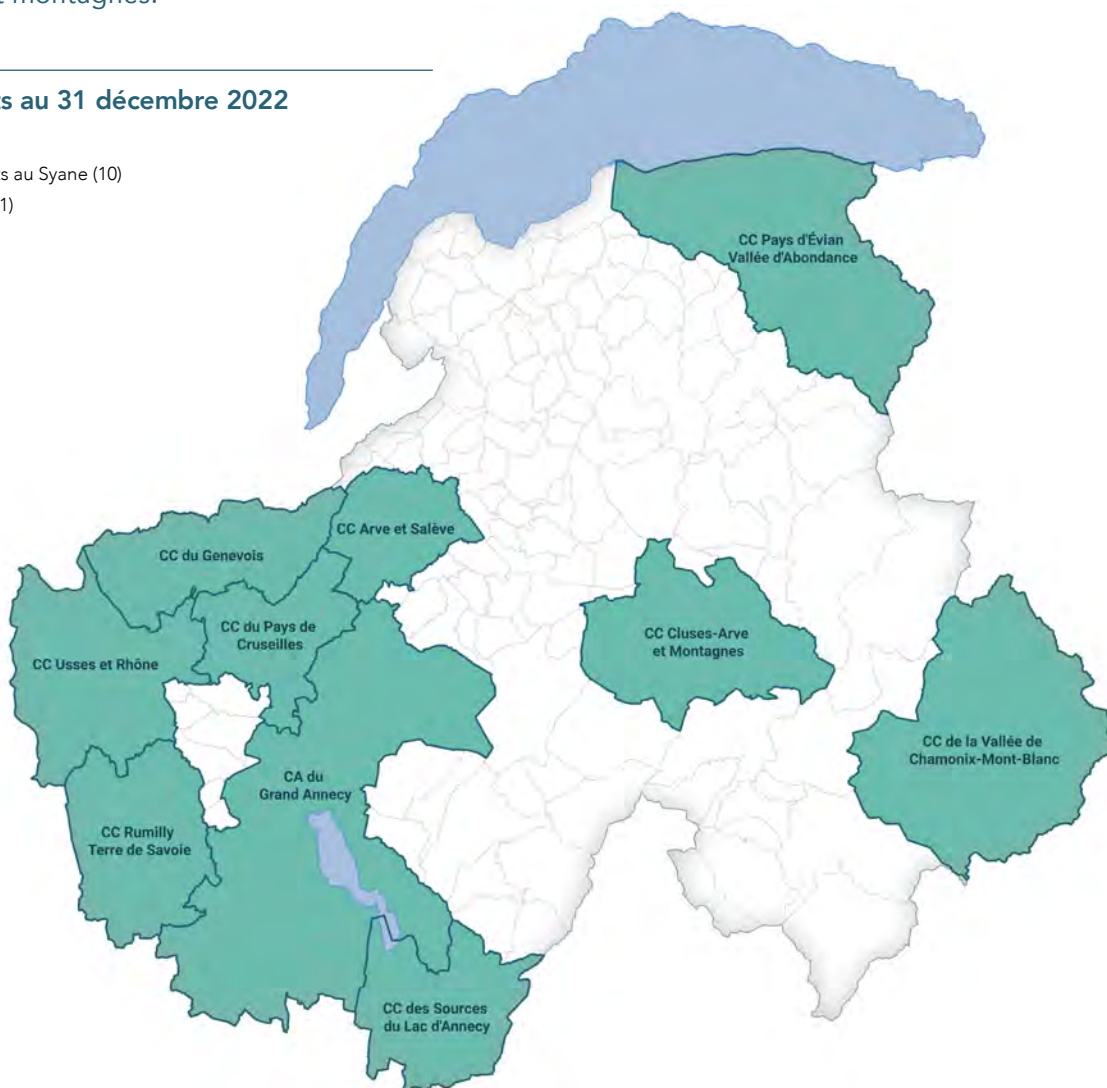 t montagnes.
ts au 31 décembre 2022
rs au Syane (10)
1)
CC Pays d'Évian
Vallée d'Abondance
CC Arve et Salève
CC du Genevois
CC du Pays de
Cruseilles
CC Usses et Rhône
CC Cluses-Arve
et Montagnes
CC de la Vallée de
Chamonix-Mont-Blanc
CA du
Grand Annecy
CC Rumilly
Terre de Savoie
CC des Sources
du Lac d'Annecy